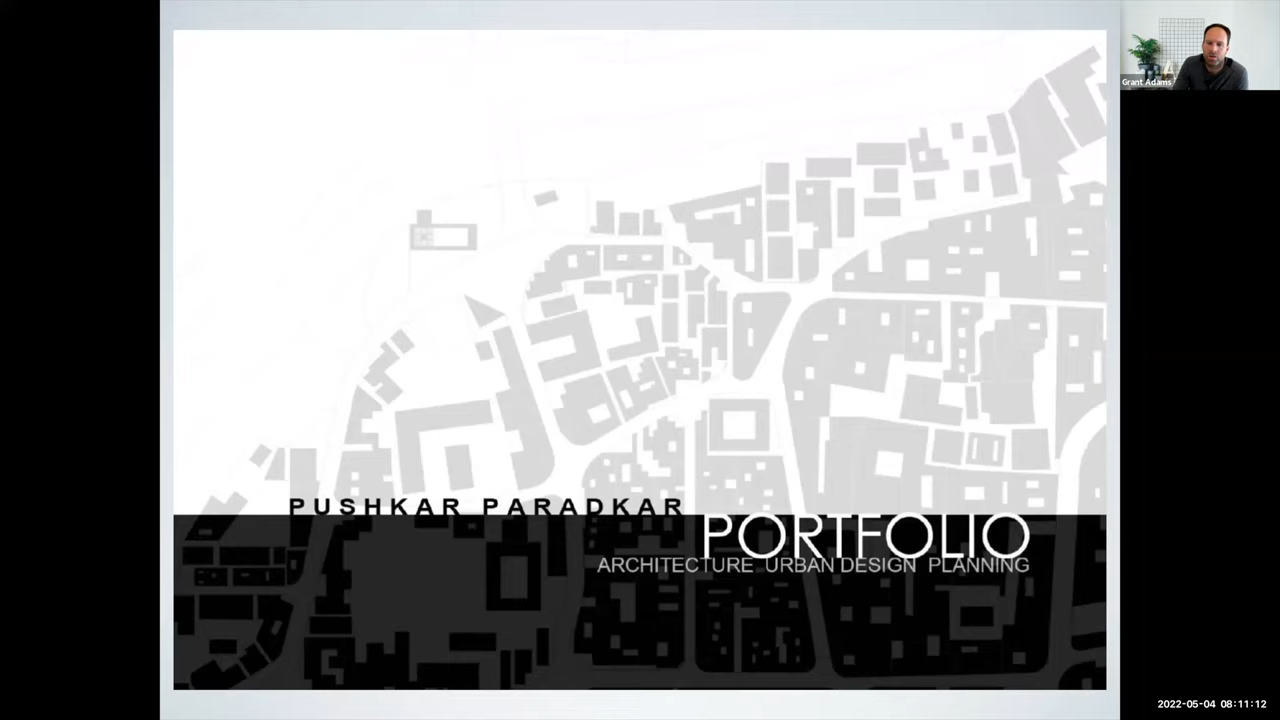 Grant Adams
PUSHKAR PARADKAR
PORTFOLIO
ARCHITECTURE URBAN DESIGN PLANNING
2022-05-04 08:11:12